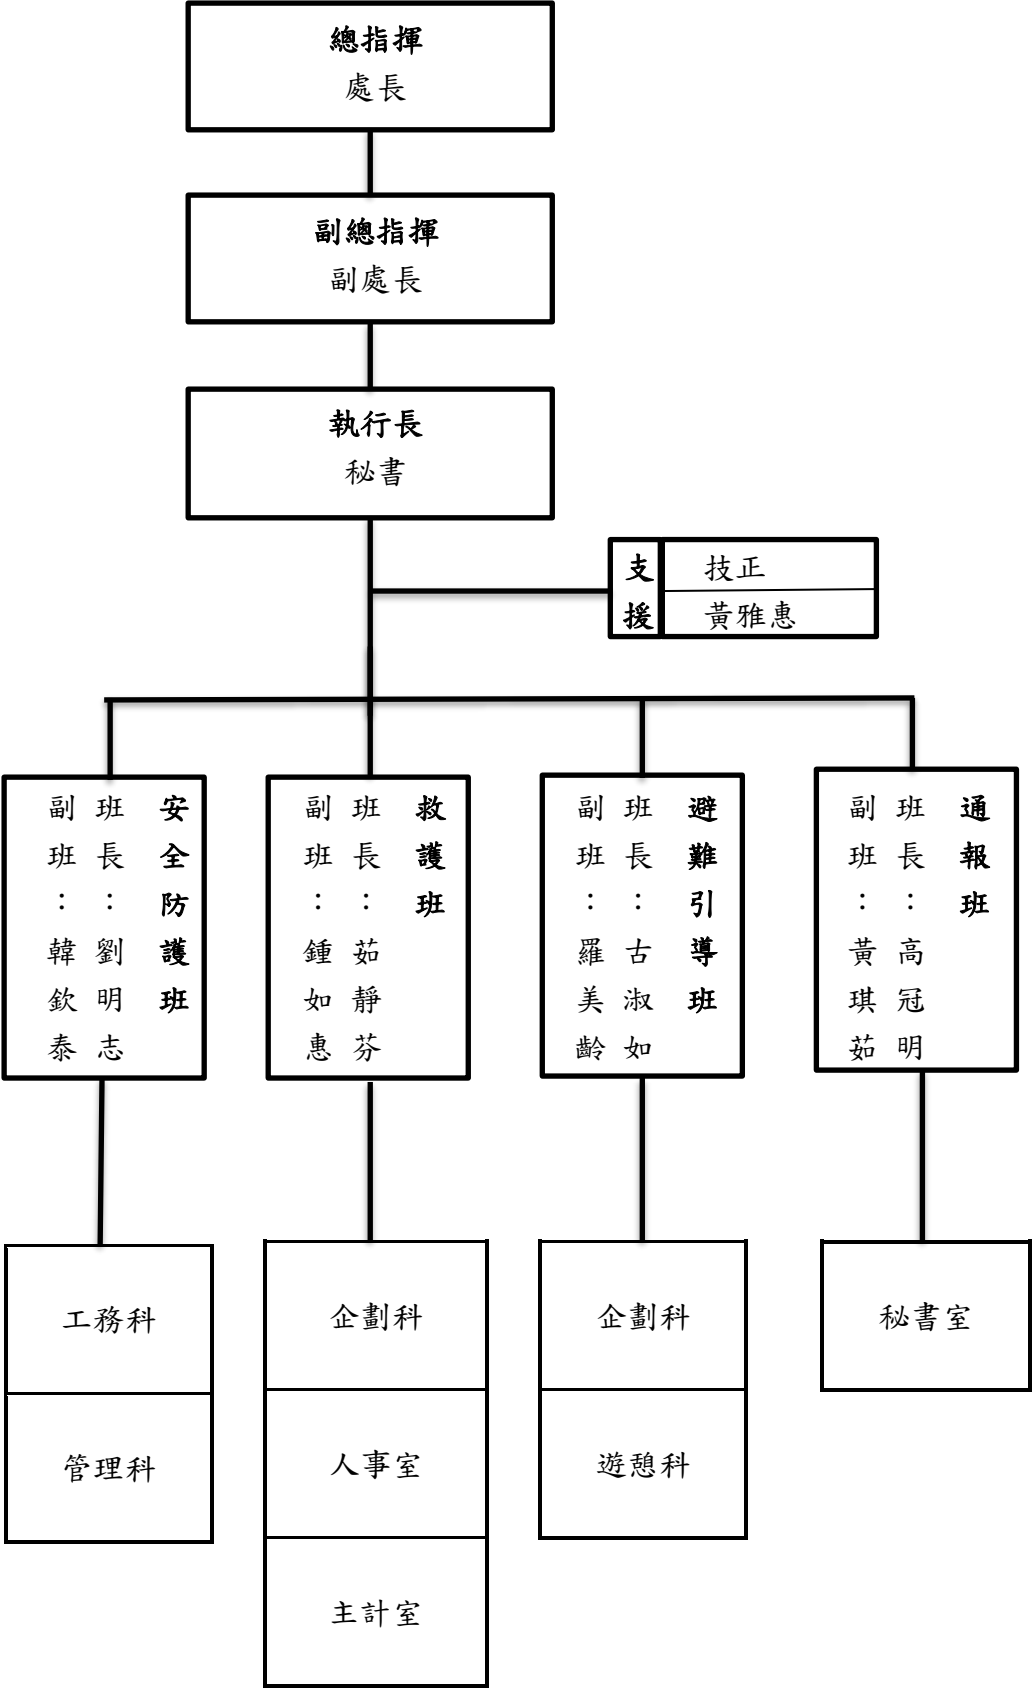 總指揮
處長
副總指揮
副處長
執行長
秘書
支援
技正
黃雅惠
通報班
班長：高冠明
副班：黃琪茹
避難引導班
班長：古淑如
副班：羅美齡
救護班
班長：茹靜芬
副班：鍾如惠
安全防護班
班長：劉明志
副班：韓欽泰
工務科
管理科
企劃科
人事室
主計室
企劃科
遊憩科
秘書室